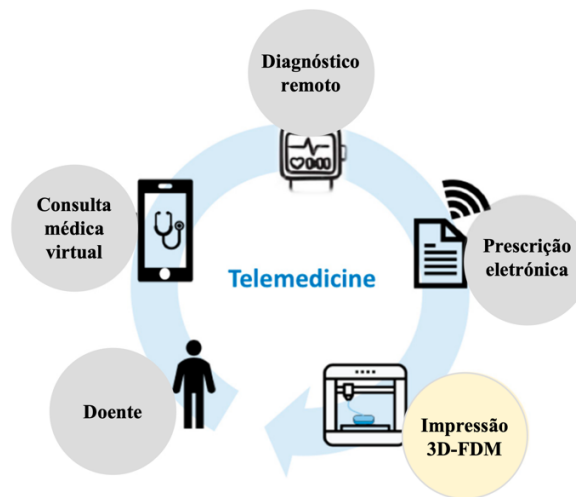 Diagnóstico
remoto
Consulta
médica
virtual
Prescrição
eletrónica
Telemedicine
Doente
Impressão
3D-FDM